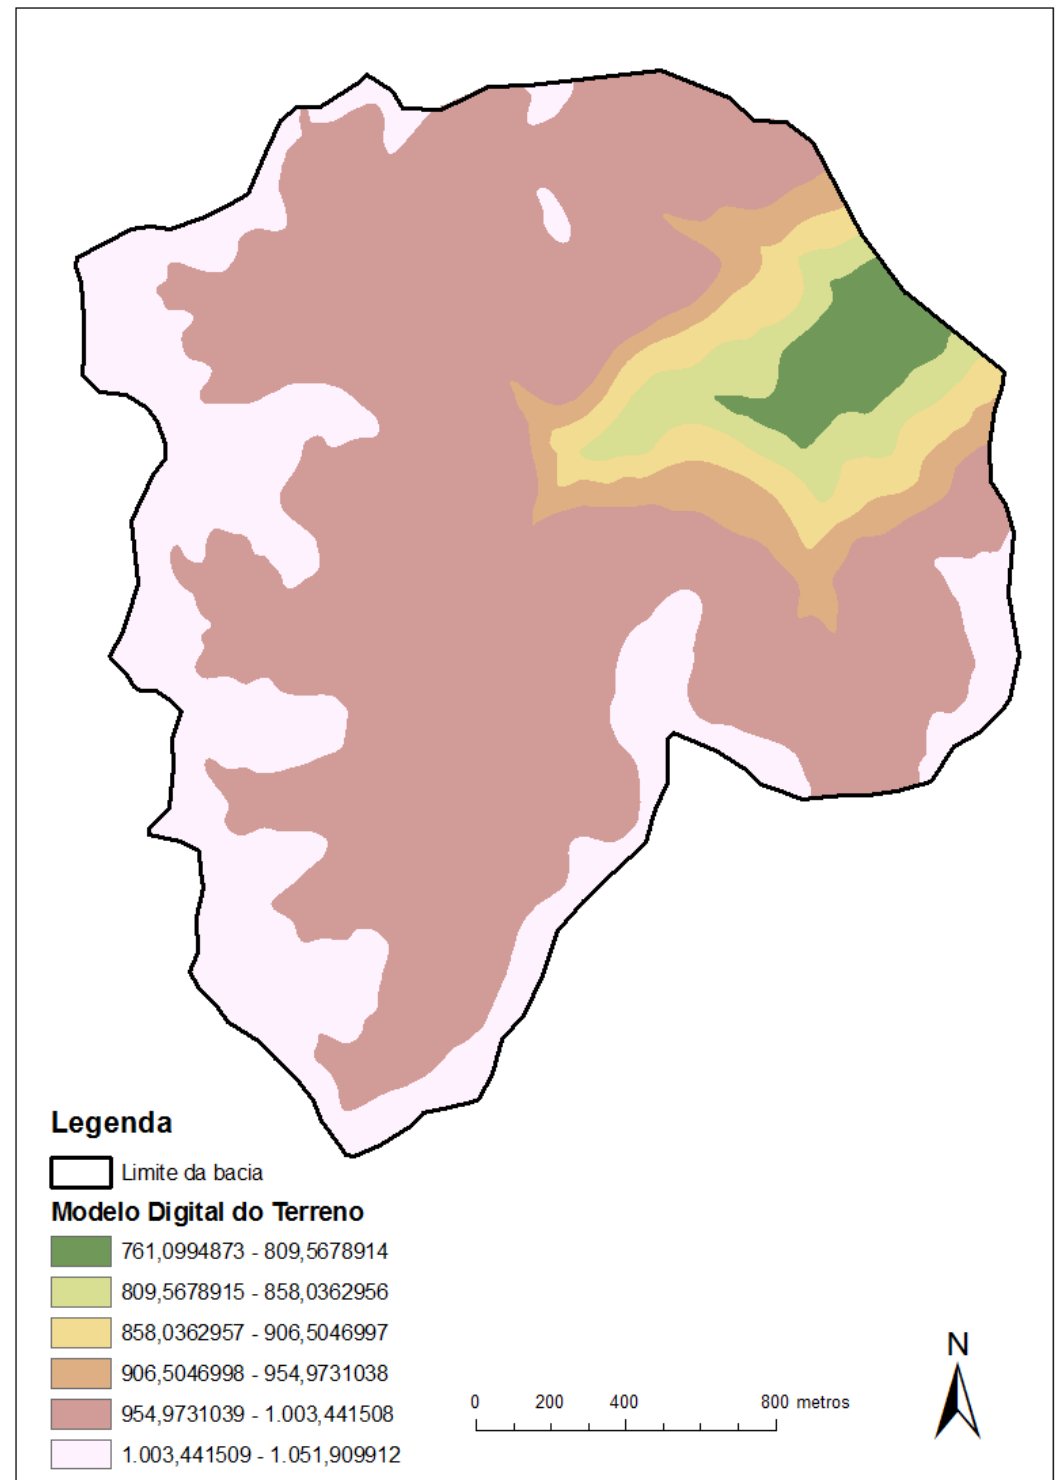 Legenda
Limite da bacia
Modelo Digital do Terreno
761,0994873 - 809,5678914
809,5678915 - 858,0362956
858,0362957 - 906,5046997
906,5046998 - 954,9731038
954,9731039 - 1.003,441508
1.003,441509 - 1.051,909912
0 200 400 800 metros
N